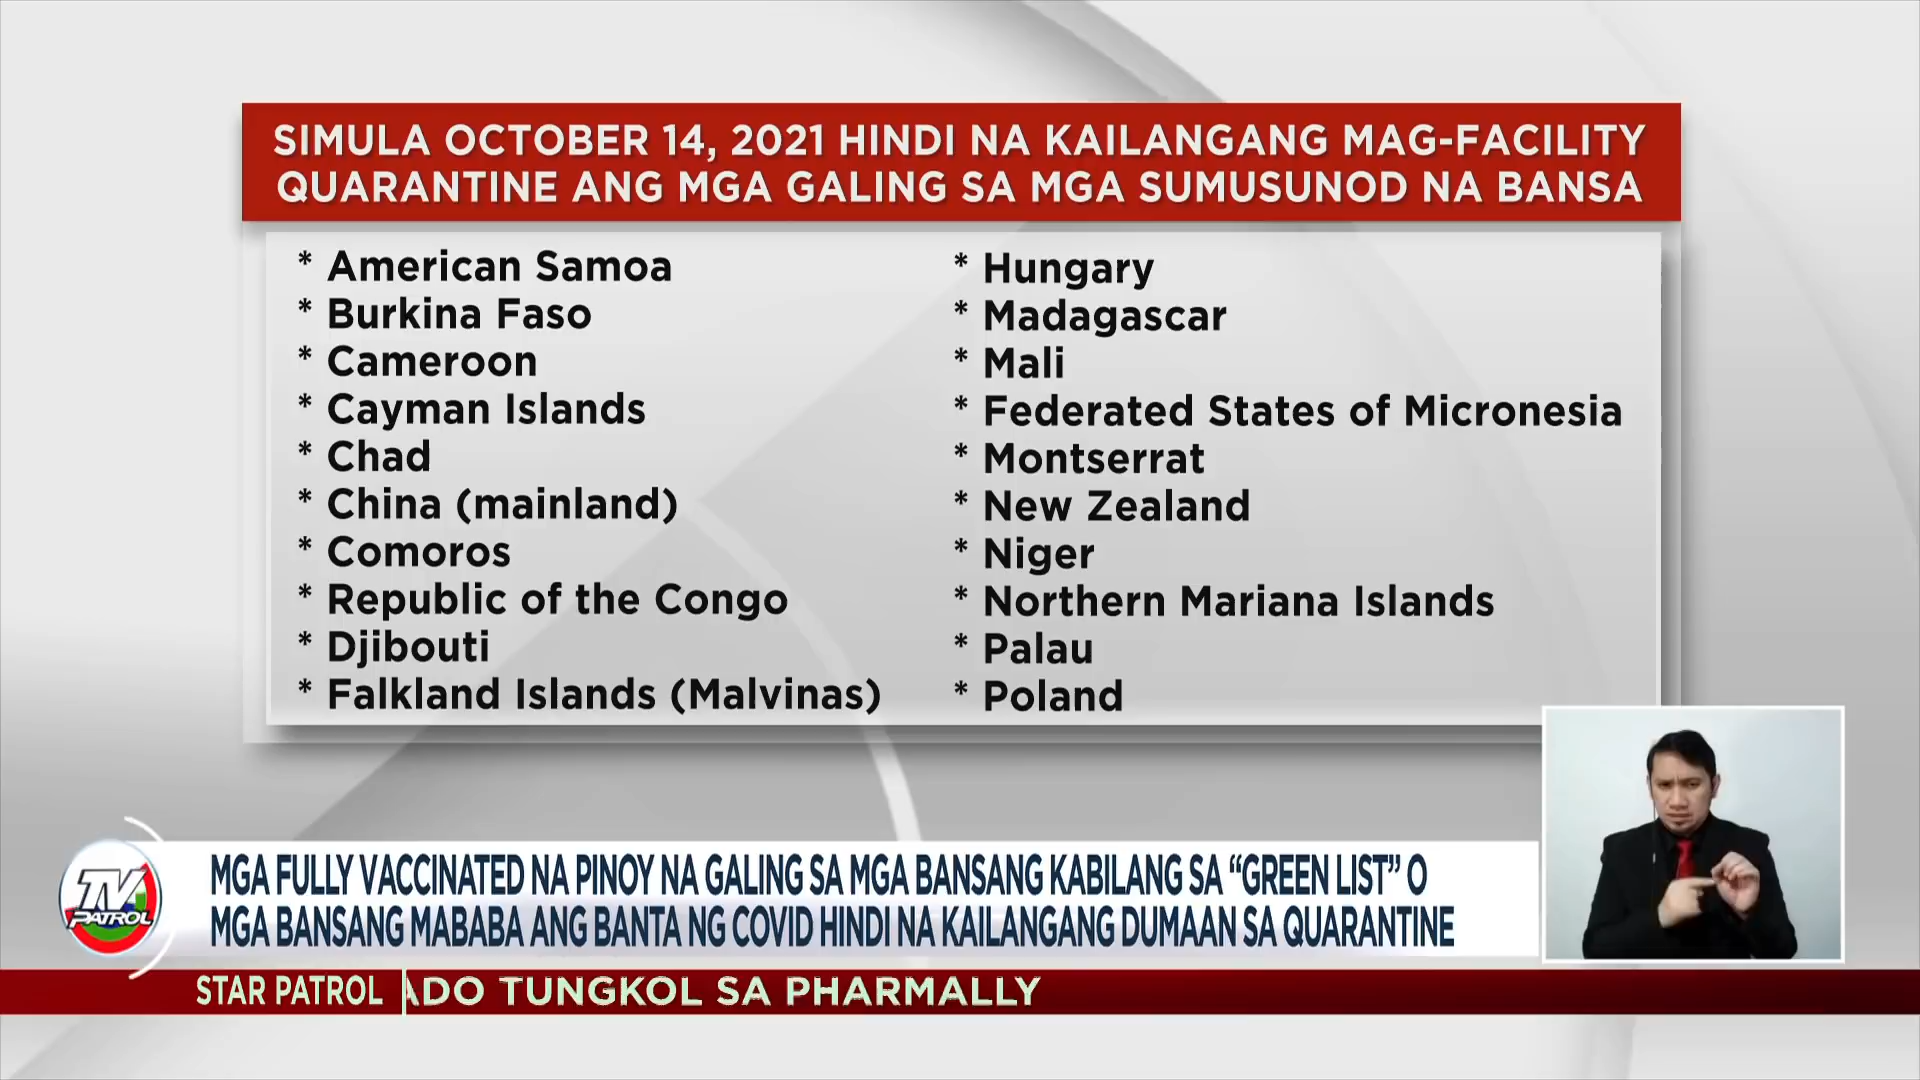 SIMULA OCTOBER 14, 2021 HINDI NA KAILANGANG MAG-FACILITY
QUARANTINE ANG MGA GALING SA MGA SUMUSUNOD NA BANSA
* American Samoa
* Burkina Faso
* Cameroon
* Cayman Islands
* Chad
* China (mainland)
* Comoros
* Republic of the Congo
* Djibouti
* Falkland Islands (Malvinas)
* Hungary
* Madagascar
* Mali
* Federated States of Micronesia
* Montserrat
* New Zealand
* Niger
* Northern Mariana Islands
* Palau
* Poland
TV PATROL
MGA FULLY VACCINATED NA PINOY NA GALING SA MGA BANSANG KABILANG SA “GREEN LIST” O
MGA BANSANG MABABA ANG BANTA NG COVID HINDI NA KAILANGANG DUMAAN SA QUARANTINE
STAR PATROL ADO TUNGKOL SA PHARMALLY